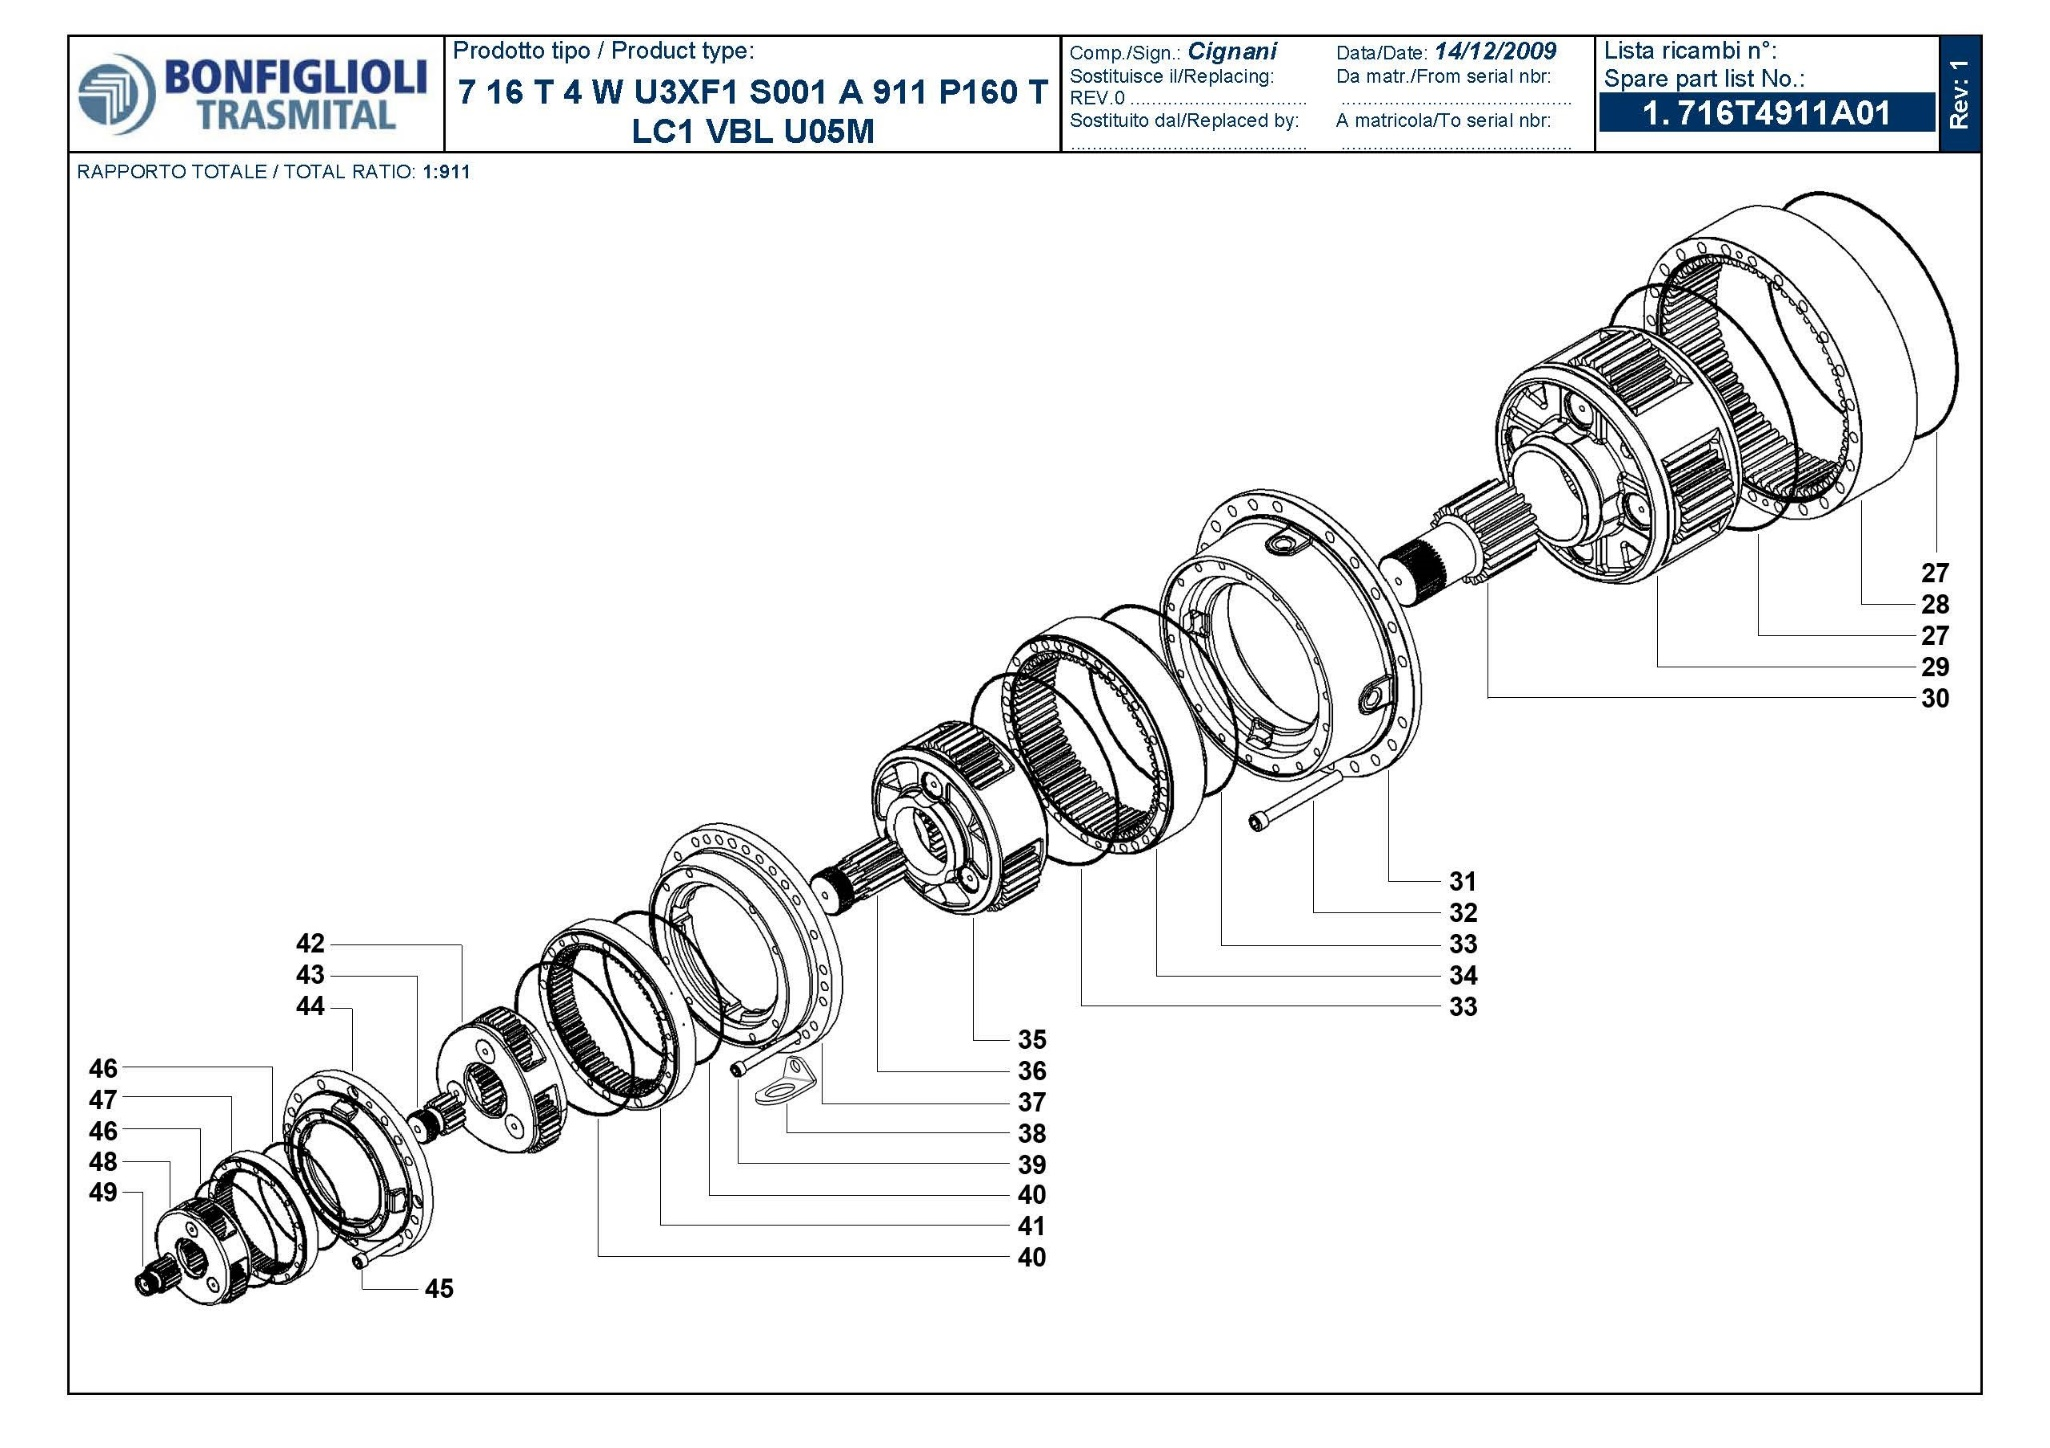 BONFIGLIOLI
TRASMITAL
Prodotto tipo / Product type:
7 16 T 4 W U3XF1 S001 A 911 P160 T
LC1 VBL U05M
Comp./Sign.: Cignani
Data/Date: 14/12/2009
Sostituisce il/Replacing:
Da matr./From serial nbr:
REV.0 ..................................
..............................................
Sostituito dal/Replaced by:
A matricola/To serial nbr:
..............................................
..............................................
Lista ricambi n°:
Spare part list No.:
1. 716T4911A01
Rev: 1
RAPPORTO TOTALE / TOTAL RATIO: 1:911
27
28
27
29
30
31
32
33
34
33
35
36
37
38
39
40
41
40
42
43
44
46
47
46
48
49
45